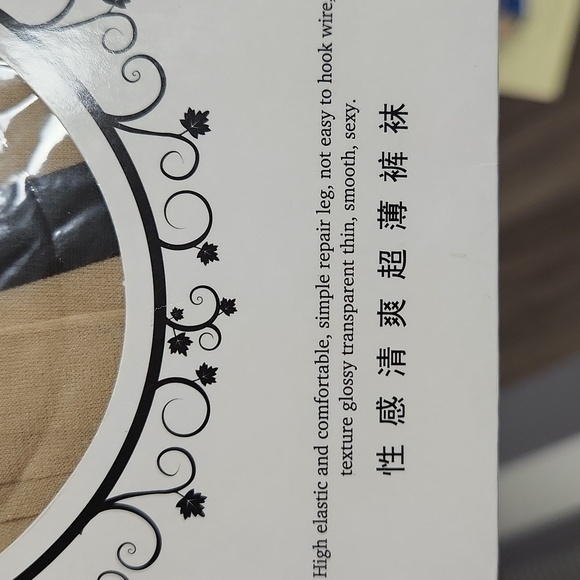 High elastic and comfortable, simple repair leg, not easy to hook wire,
texture glossy transparent thin, smooth, sexy.
性感清爽超薄裤袜